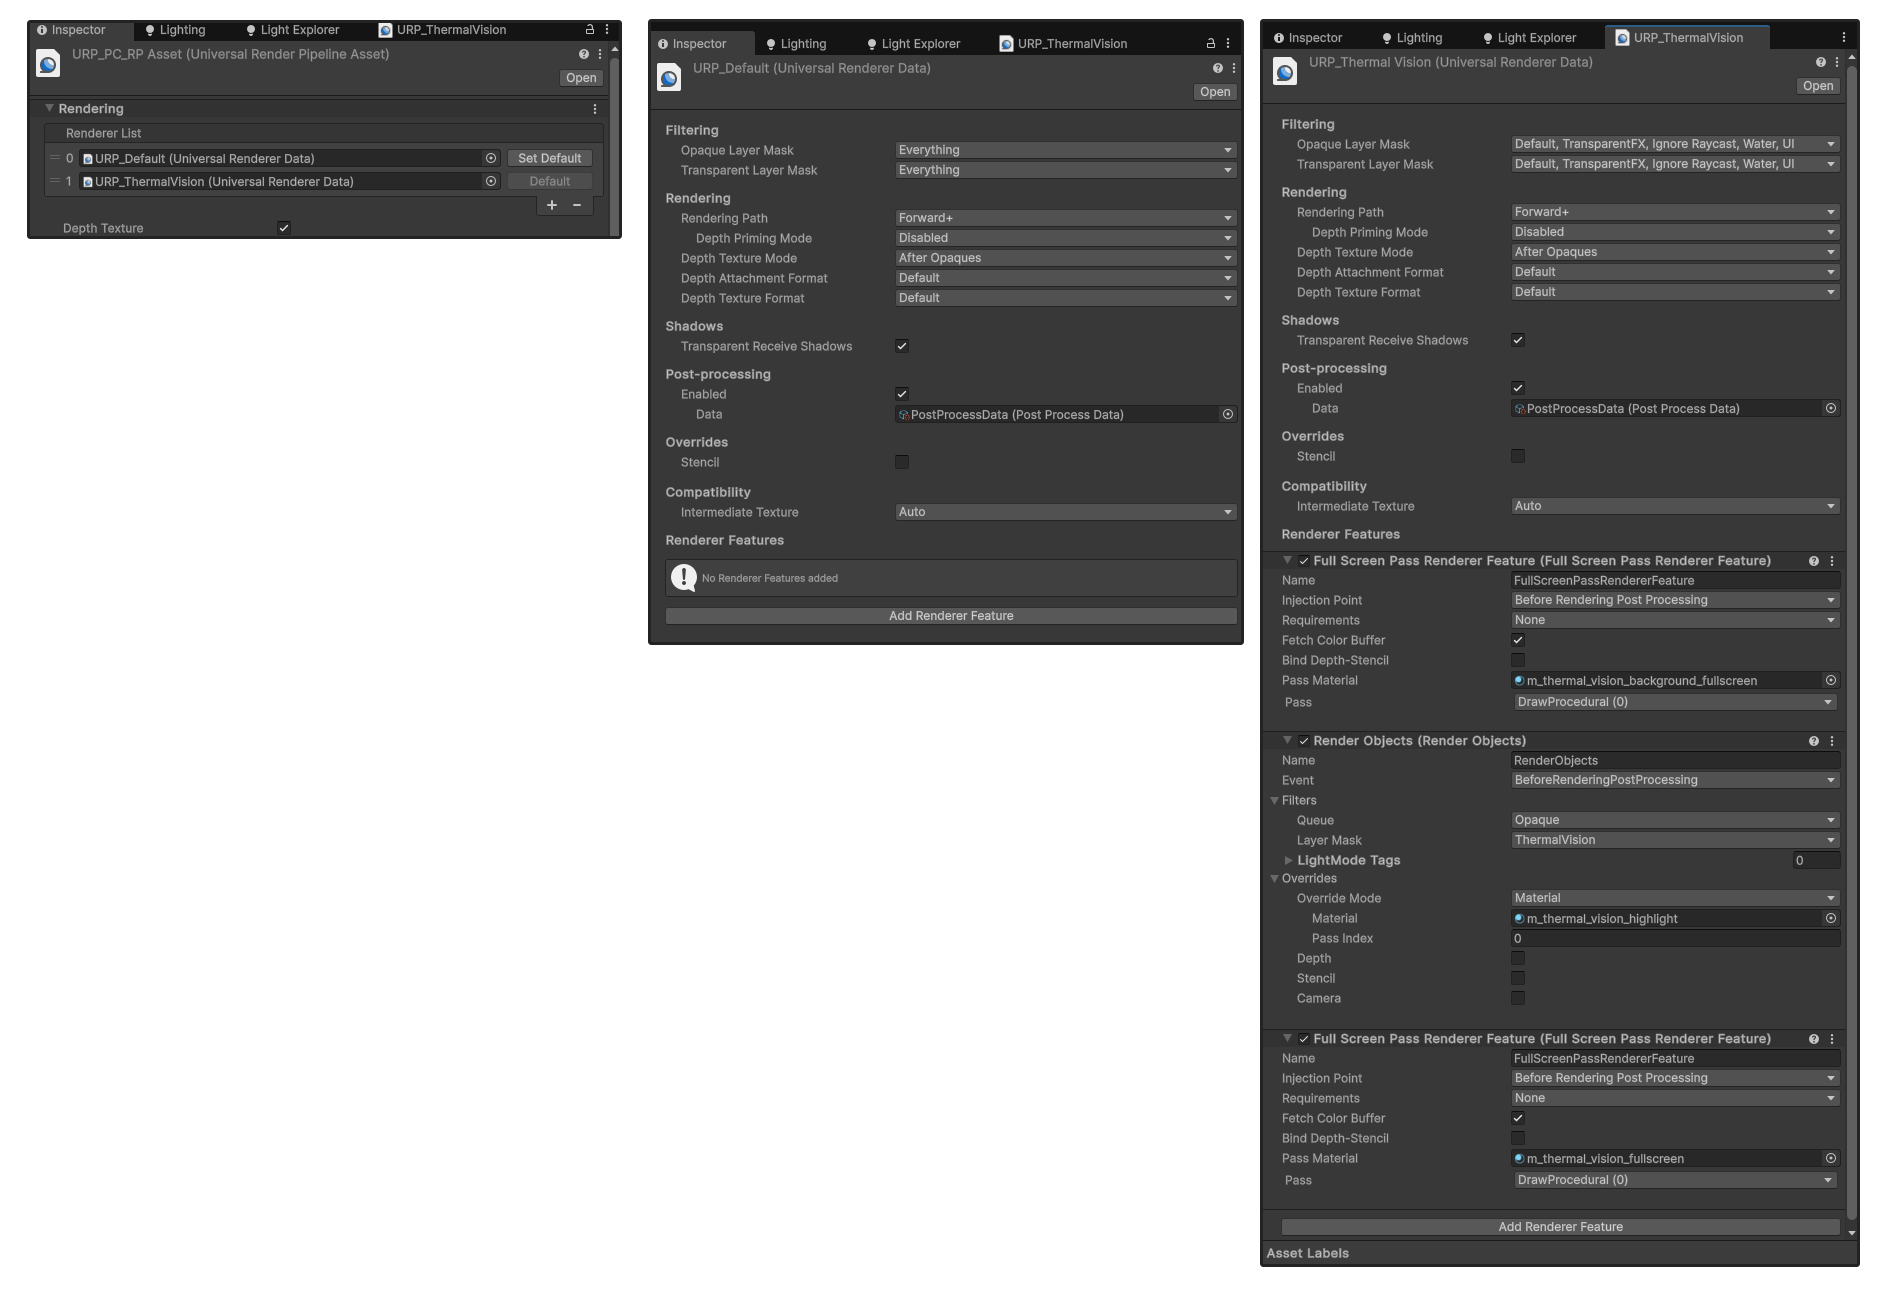 Inspector
Lighting
Light Explorer
URP_ThermalVision
URP_PC_RP Asset (Universal Render Pipeline Asset)
Open
Rendering
Renderer List
0 URP_Default (Universal Renderer Data) Set Default
1 URP_ThermalVision (Universal Renderer Data) Default
+ −
Depth Texture
Inspector
Lighting
Light Explorer
URP_ThermalVision
URP_Default (Universal Renderer Data)
Open
Filtering
Opaque Layer Mask Everything
Transparent Layer Mask Everything
Rendering
Rendering Path Forward+
Depth Priming Mode Disabled
Depth Texture Mode After Opaques
Depth Attachment Format Default
Depth Texture Format Default
Shadows
Transparent Receive Shadows
Post-processing
Enabled
Data PostProcessData (Post Process Data)
Overrides
Stencil
Compatibility
Intermediate Texture Auto
Renderer Features
No Renderer Features added
Add Renderer Feature
Inspector
Lighting
Light Explorer
URP_ThermalVision
URP_Thermal Vision (Universal Renderer Data)
Open
Filtering
Opaque Layer Mask Default, TransparentFX, Ignore Raycast, Water, UI
Transparent Layer Mask Default, TransparentFX, Ignore Raycast, Water, UI
Rendering
Rendering Path Forward+
Depth Priming Mode Disabled
Depth Texture Mode After Opaques
Depth Attachment Format Default
Depth Texture Format Default
Shadows
Transparent Receive Shadows
Post-processing
Enabled
Data PostProcessData (Post Process Data)
Overrides
Stencil
Compatibility
Intermediate Texture Auto
Renderer Features
Full Screen Pass Renderer Feature (Full Screen Pass Renderer Feature)
Name FullScreenPassRendererFeature
Injection Point Before Rendering Post Processing
Requirements None
Fetch Color Buffer
Bind Depth-Stencil
Pass Material m_thermal_vision_background_fullscreen
Pass DrawProcedural (0)
Render Objects (Render Objects)
Name RenderObjects
Event BeforeRenderingPostProcessing
Filters
Queue Opaque
Layer Mask ThermalVision
LightMode Tags 0
Overrides
Override Mode Material
Material m_thermal_vision_highlight
Pass Index 0
Depth
Stencil
Camera
Full Screen Pass Renderer Feature (Full Screen Pass Renderer Feature)
Name FullScreenPassRendererFeature
Injection Point Before Rendering Post Processing
Requirements None
Fetch Color Buffer
Bind Depth-Stencil
Pass Material m_thermal_vision_fullscreen
Pass DrawProcedural (0)
Add Renderer Feature
Asset Labels